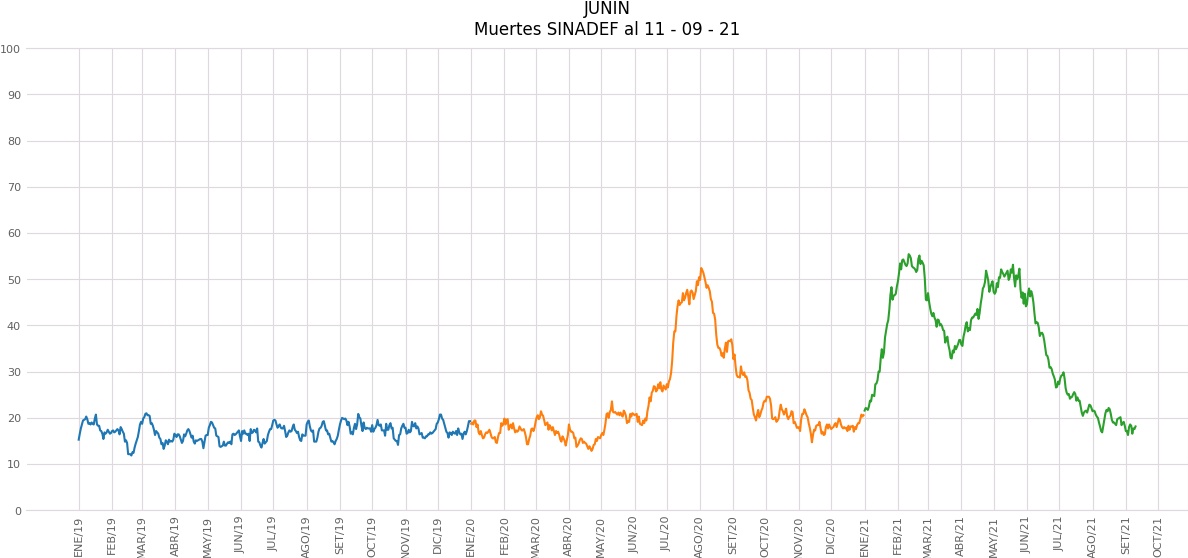 JUNIN
Muertes SINADEF al 11 - 09 - 21
100
90
80
70
60
50
40
30
20
10
0
ENE/19
FEB/19
MAR/19
ABR/19
MAY/19
JUN/19
JUL/19
AGO/19
SET/19
OCT/19
NOV/19
DIC/19
ENE/20
FEB/20
MAR/20
ABR/20
MAY/20
JUN/20
JUL/20
AGO/20
SET/20
OCT/20
NOV/20
DIC/20
ENE/21
FEB/21
MAR/21
ABR/21
MAY/21
JUN/21
JUL/21
AGO/21
SET/21
OCT/21